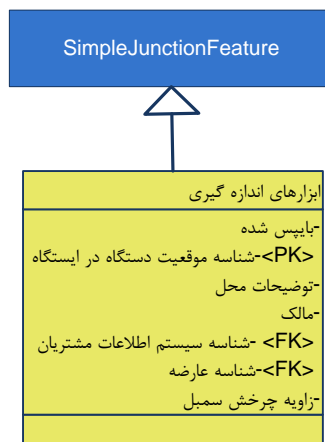 SimpleJunctionFeature
ابزارهای اندازه گیری
-بایپس شده
<PK>-شناسه موقعیت دستگاه در ایستگاه
-توضیحات محل
-مالک
<FK> -شناسه سیستم اطلاعات مشتریان
<FK>-شناسه عارضه
-زاویه چرخش سمبل